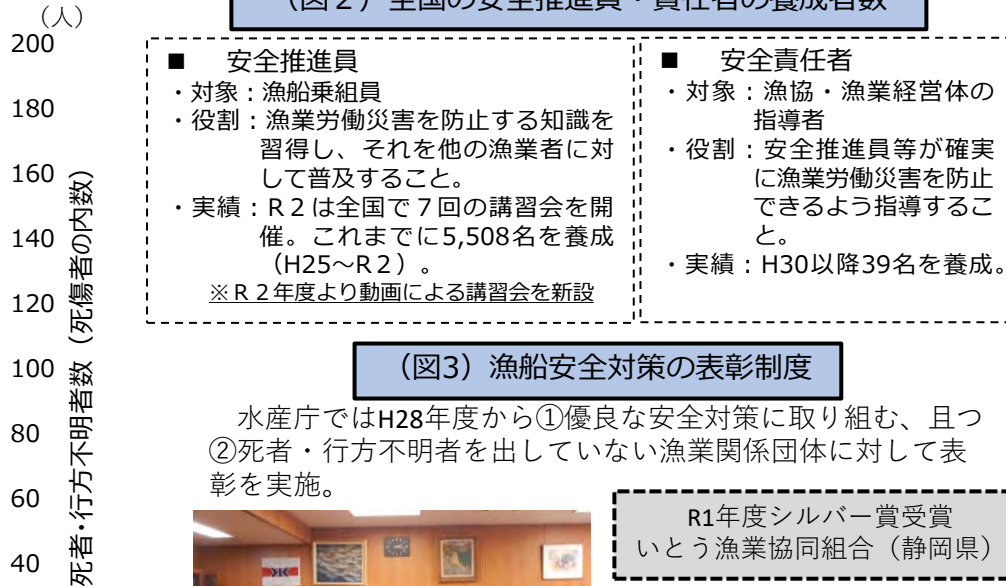 （人）
200
180
160
140
120
100
80
60
40
死者・行方不明者数（死傷者の内数）
（図２）全国の安全推進員・責任者の養成者数
■ 安全推進員
・対象：漁船乗組員
・役割：漁業労働災害を防止する知識を
習得し、それを他の漁業者に対
して普及すること。
・実績：Ｒ２は全国で７回の講習会を開
催。これまでに5,508名を養成
（H25～Ｒ２）。
※Ｒ２年度より動画による講習会を新設
■ 安全責任者
・対象：漁協・漁業経営体の
指導者
・役割：安全推進員等が確実
に漁業労働災害を防止
できるよう指導するこ
と。
・実績：H30以降39名を養成。
（図3）漁船安全対策の表彰制度
水産庁ではH28年度から①優良な安全対策に取り組む、且つ
②死者・行方不明者を出していない漁業関係団体に対して表
彰を実施。
R1年度シルバー賞受賞
いとう漁業協同組合（静岡県）